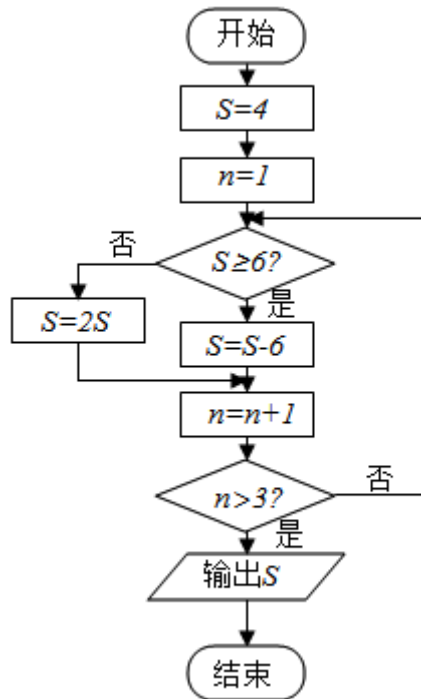 开始
S=4
n=1
S≥6?
否
是
S=2S
S=S-6
n=n+1
n>3?
否
是
输出S
结束